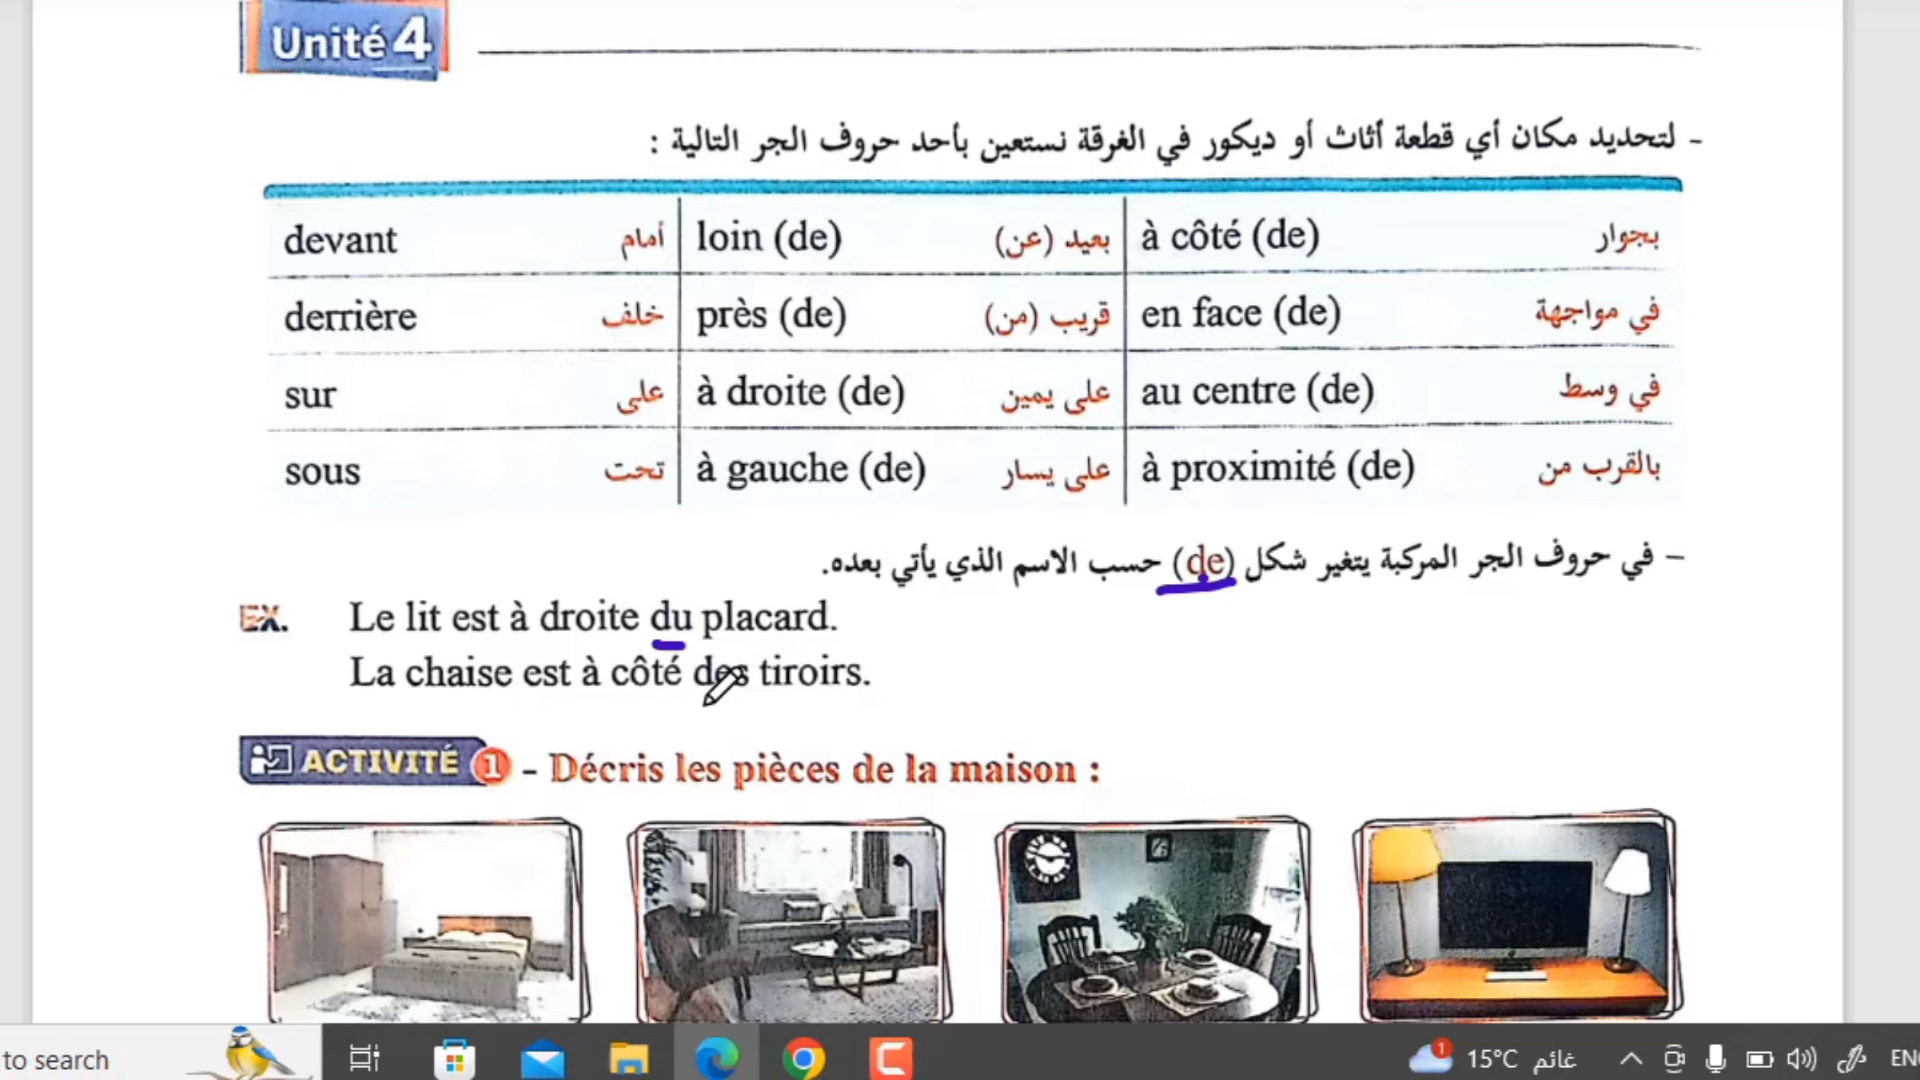 Unité 4
- لتحديد مكان أي قطعة أثاث أو ديكور في الغرقة نستعين بأحد حروف الجر التالية :
devant أمام loin (de) بعيد (عن) à côté (de) بجوار
derrière خلف près (de) قريب (من) en face (de) في مواجهة
sur على à droite (de) على يمين au centre (de) في وسط
sous تحت à gauche (de) على يسار à proximité (de) بالقرب من
- في حروف الجر المركبة يتغير شكل (de) حسب الاسم الذي يأتي بعده.
EX. Le lit est à droite du placard.
La chaise est à côté des tiroirs.
ACTIVITÉ 1 - Décris les pièces de la maison :
to search 1 15°C غائم ENG